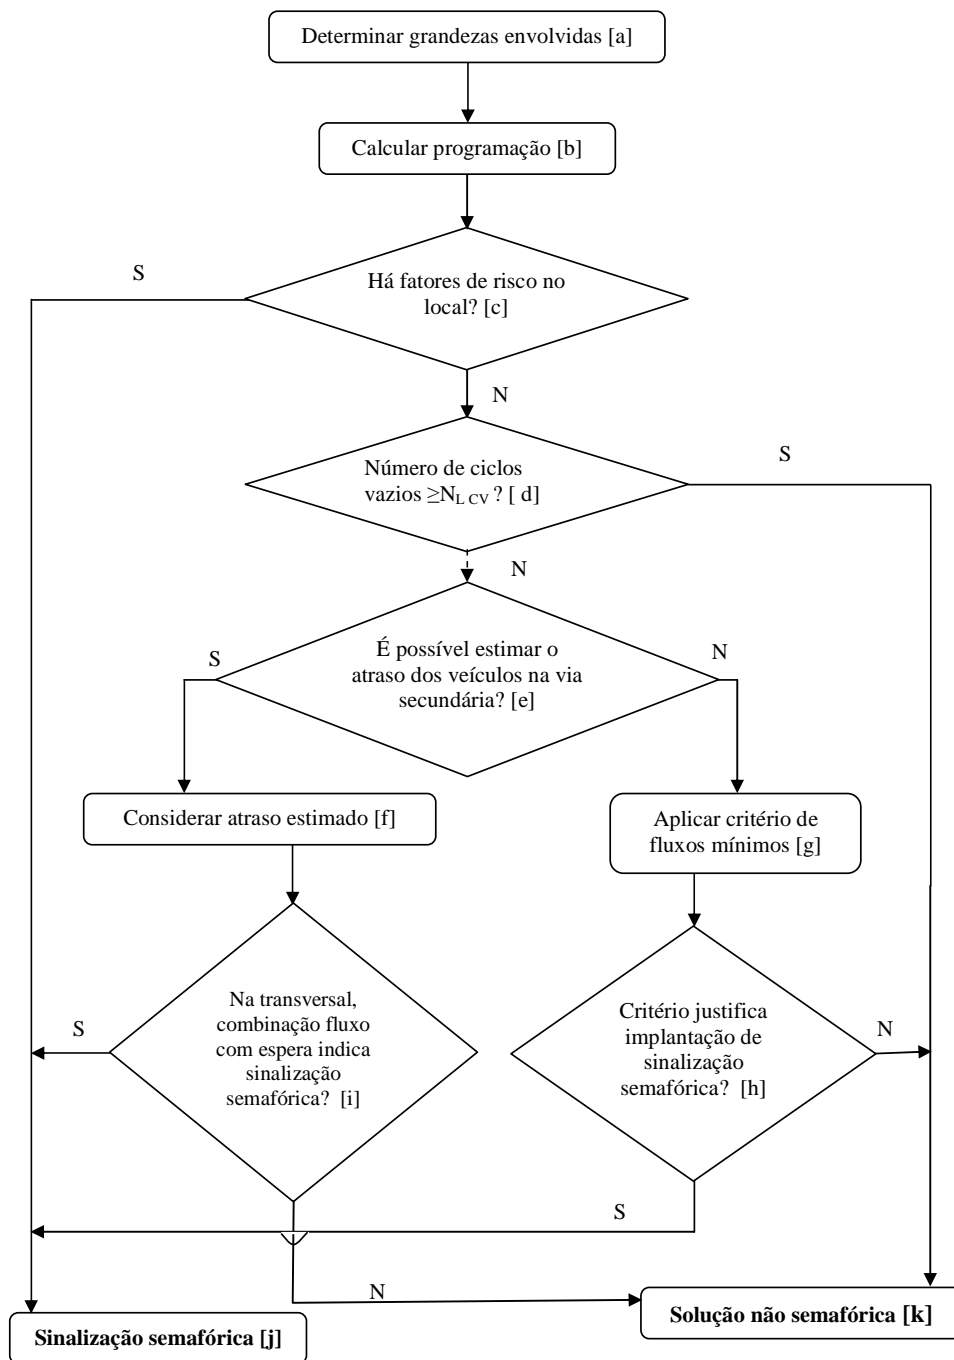 Determinar grandezas envolvidas [a]
Calcular programação [b]
S
Há fatores de risco no
local? [c]
N
S
Número de ciclos
vazios ≥NL CV ? [ d]
N
S
É possível estimar o
atraso dos veículos na via
secundária? [e]
N
Considerar atraso estimado [f]
Aplicar critério de
fluxos mínimos [g]
S
Na transversal,
combinação fluxo
com espera indica
sinalização
semafórica? [i]
Critério justifica
implantação de
sinalização
semafórica? [h]
N
S
N
Sinalização semafórica [j]
Solução não semafórica [k]